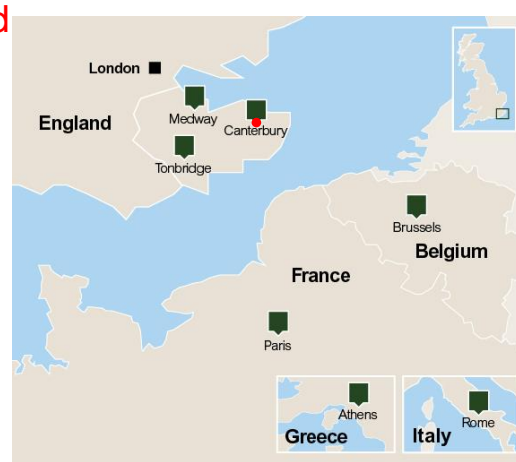 d
London
England
Medway
Canterbury
Tonbridge
Brussels
Belgium
France
Paris
Athens
Greece
Rome
Italy